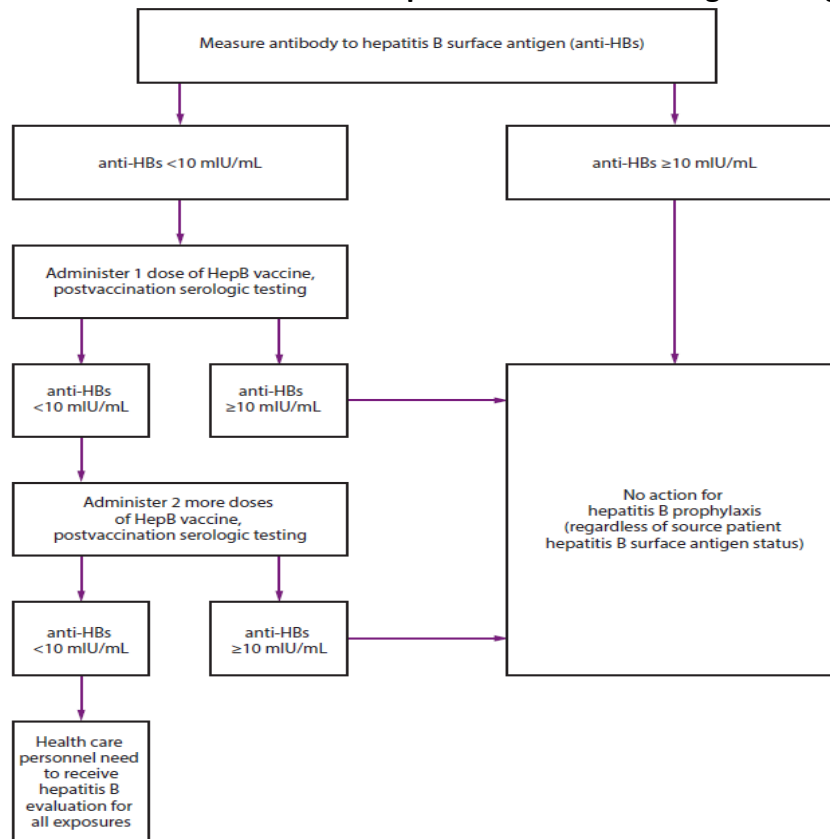 Measure antibody to hepatitis B surface antigen (anti-HBs)
anti-HBs <10 mIU/mL
anti-HBs ≥10 mIU/mL
Administer 1 dose of HepB vaccine,
postvaccination serologic testing
anti-HBs
<10 mIU/mL
anti-HBs
≥10 mIU/mL
No action for
hepatitis B prophylaxis
(regardless of source patient
hepatitis B surface antigen status)
Administer 2 more doses
of HepB vaccine,
postvaccination serologic testing
anti-HBs
<10 mIU/mL
anti-HBs
≥10 mIU/mL
Health care
personnel need
to receive
hepatitis B
evaluation for
all exposures